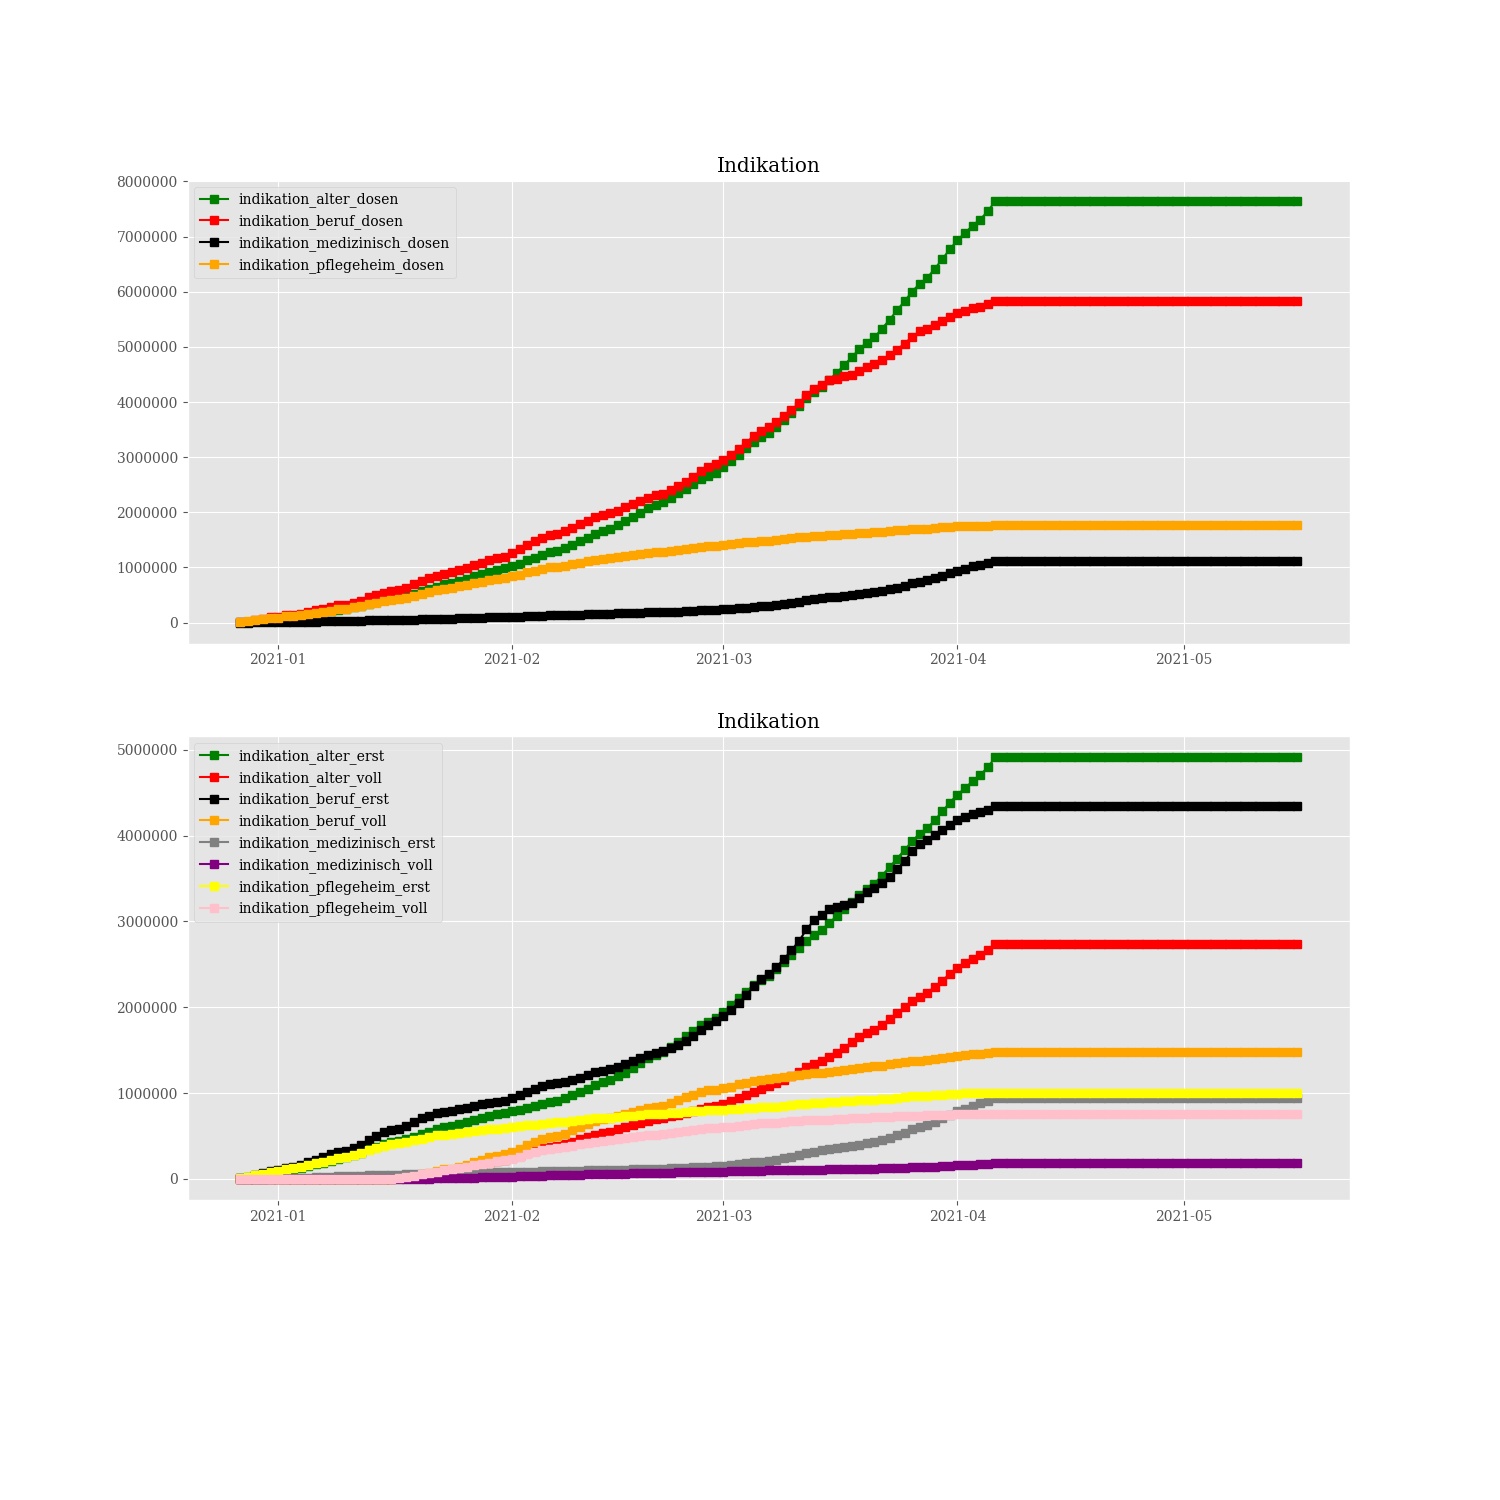 Indikation
8000000
7000000
6000000
5000000
4000000
3000000
2000000
1000000
0
indikation_alter_dosen
indikation_beruf_dosen
indikation_medizinisch_dosen
indikation_pflegeheim_dosen
2021-01 2021-02 2021-03 2021-04 2021-05
Indikation
5000000
4000000
3000000
2000000
1000000
0
indikation_alter_erst
indikation_alter_voll
indikation_beruf_erst
indikation_beruf_voll
indikation_medizinisch_erst
indikation_medizinisch_voll
indikation_pflegeheim_erst
indikation_pflegeheim_voll
2021-01 2021-02 2021-03 2021-04 2021-05